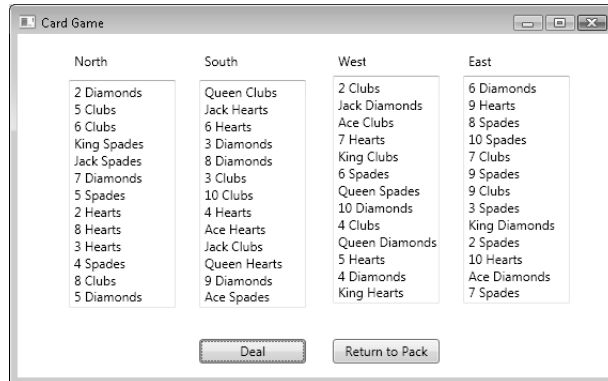 Card Game
North
2 Diamonds
5 Clubs
6 Clubs
King Spades
Jack Spades
7 Diamonds
5 Spades
2 Hearts
8 Hearts
3 Hearts
4 Spades
8 Clubs
5 Diamonds
South
Queen Clubs
Jack Hearts
6 Hearts
3 Diamonds
8 Diamonds
3 Clubs
10 Clubs
4 Hearts
Ace Hearts
Jack Clubs
Queen Hearts
9 Diamonds
Ace Spades
West
2 Clubs
Jack Diamonds
Ace Clubs
7 Hearts
King Clubs
6 Spades
Queen Spades
10 Diamonds
4 Clubs
Queen Diamonds
5 Hearts
4 Diamonds
King Hearts
East
6 Diamonds
9 Hearts
8 Spades
10 Spades
7 Clubs
9 Spades
9 Clubs
3 Spades
King Diamonds
2 Spades
10 Hearts
Ace Diamonds
7 Spades
Deal
Return to Pack